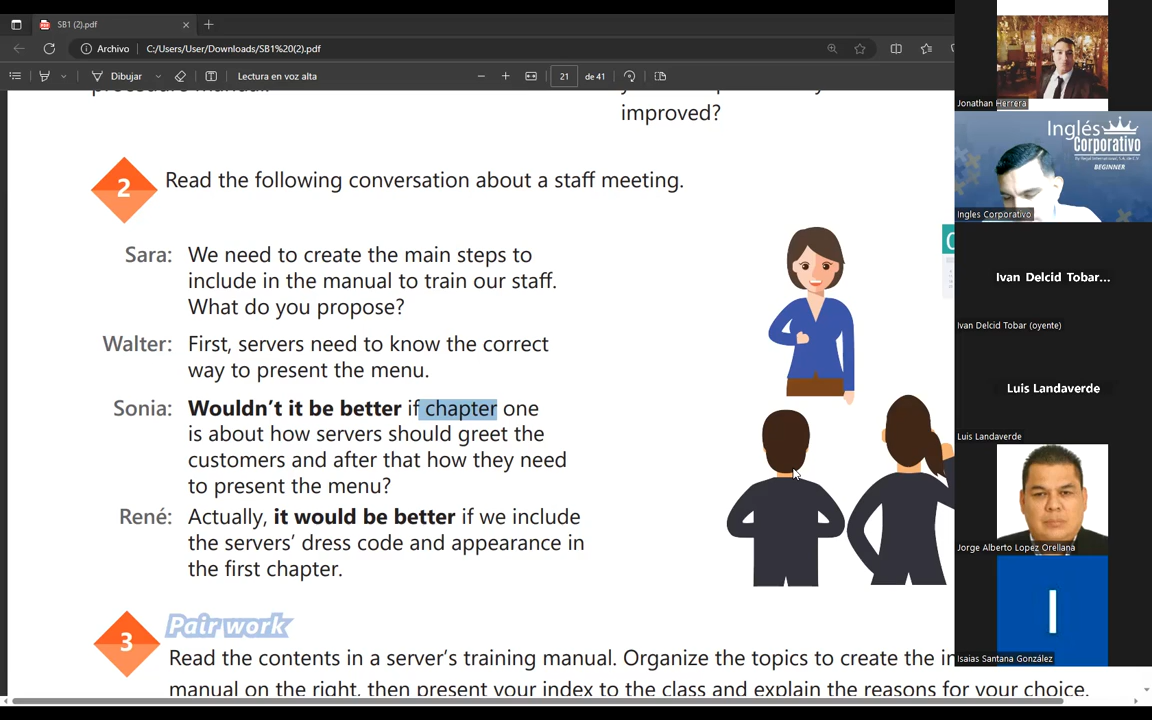 SB1 (2).pdf
Archivo
C:/Users/User/Downloads/SB1%20(2).pdf
Dibujar
Lectura en voz alta
21
de 41
improved?
2
Read the following conversation about a staff meeting.
Sara: We need to create the main steps to
include in the manual to train our staff.
What do you propose?
Walter: First, servers need to know the correct
way to present the menu.
Sonia: Wouldn't it be better if chapter one
is about how servers should greet the
customers and after that how they need
to present the menu?
René: Actually, it would be better if we include
the servers' dress code and appearance in
the first chapter.
3
Pair work
Read the contents in a server's training manual. Organize the topics to create the in
manual on the right, then present your index to the class and explain the reasons for your choice.
Jonathan Herrera
Inglés
Corporativo
BEGINNER
Ingles Corporativo
Ivan Delcid Tobar...
Ivan Delcid Tobar (oyente)
Luis Landaverde
Luis Landaverde
Jorge Alberto Lopez Orellana
I
Isaias Santana González